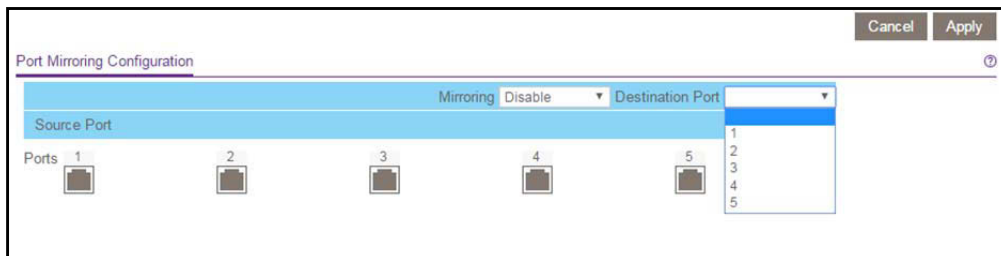 Cancel Apply
Port Mirroring Configuration ?
Mirroring Disable Destination Port
Source Port
Ports 1 2 3 4 5
1
2
3
4
5